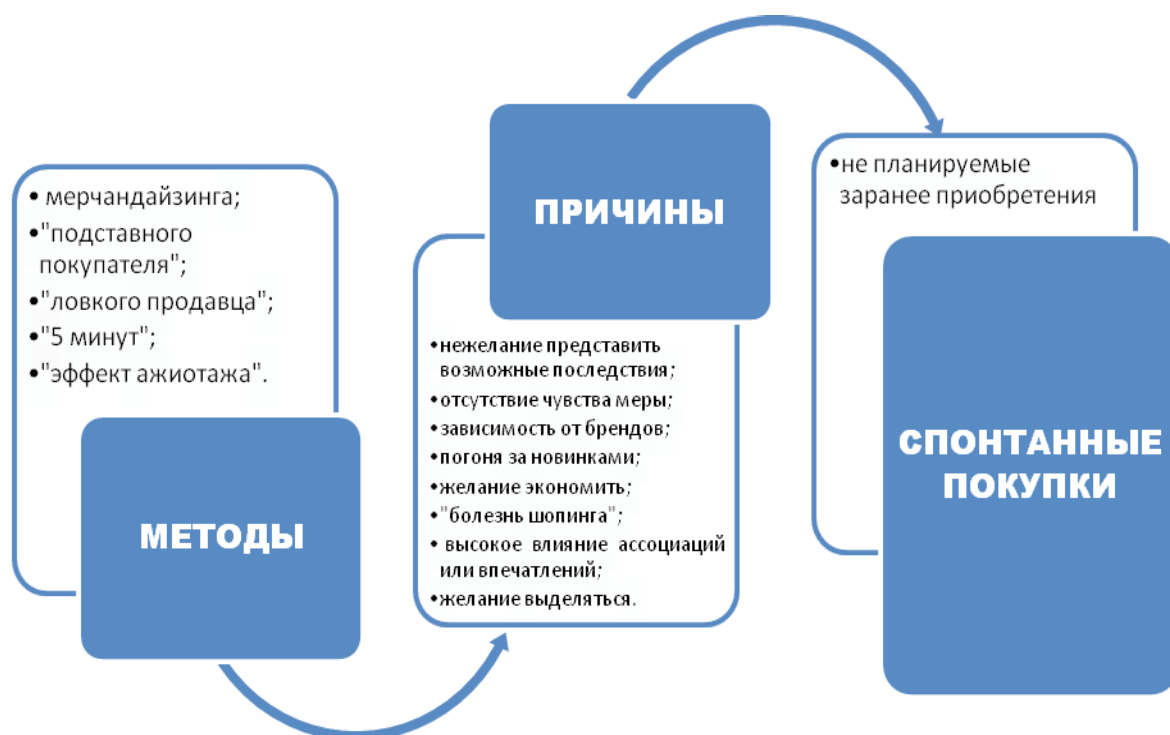 • мерчандайзинга;
•"подставного
покупателя";
•"ловкого продавца";
•"5 минут";
•"эффект ажиотажа".
МЕТОДЫ
ПРИЧИНЫ
•нежелание представить
возможные последствия;
•отсутствие чувства меры;
•зависимость от брендов;
•погоня за новинками;
•желание экономить;
•"болезнь шопинга";
• высокое влияние ассоциаций
или впечатлений;
•желание выделяться.
•не планируемые
заранее приобретения
СПОНТАННЫЕ
ПОКУПКИ